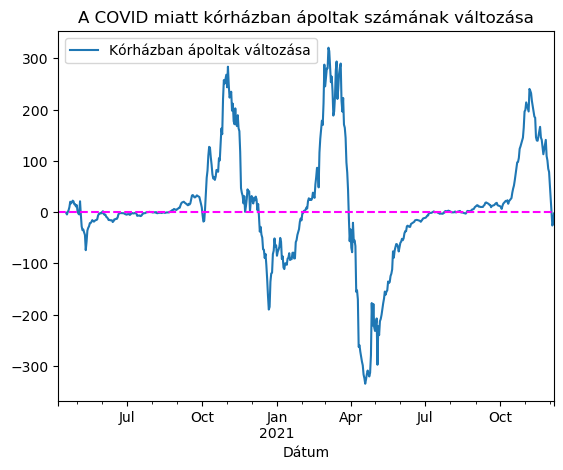 A COVID miatt kórházban ápoltak számának változása
Kórházban ápoltak változása
300
200
100
0
−100
−200
−300
Jul
Oct
Jan
2021
Apr
Jul
Oct
Dátum